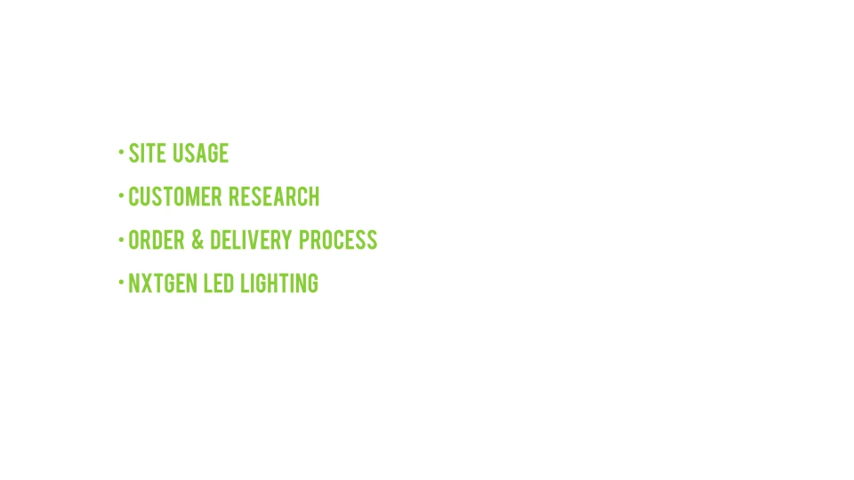 • SITE USAGE
• CUSTOMER RESEARCH
• ORDER & DELIVERY PROCESS
• NXTGEN LED LIGHTING